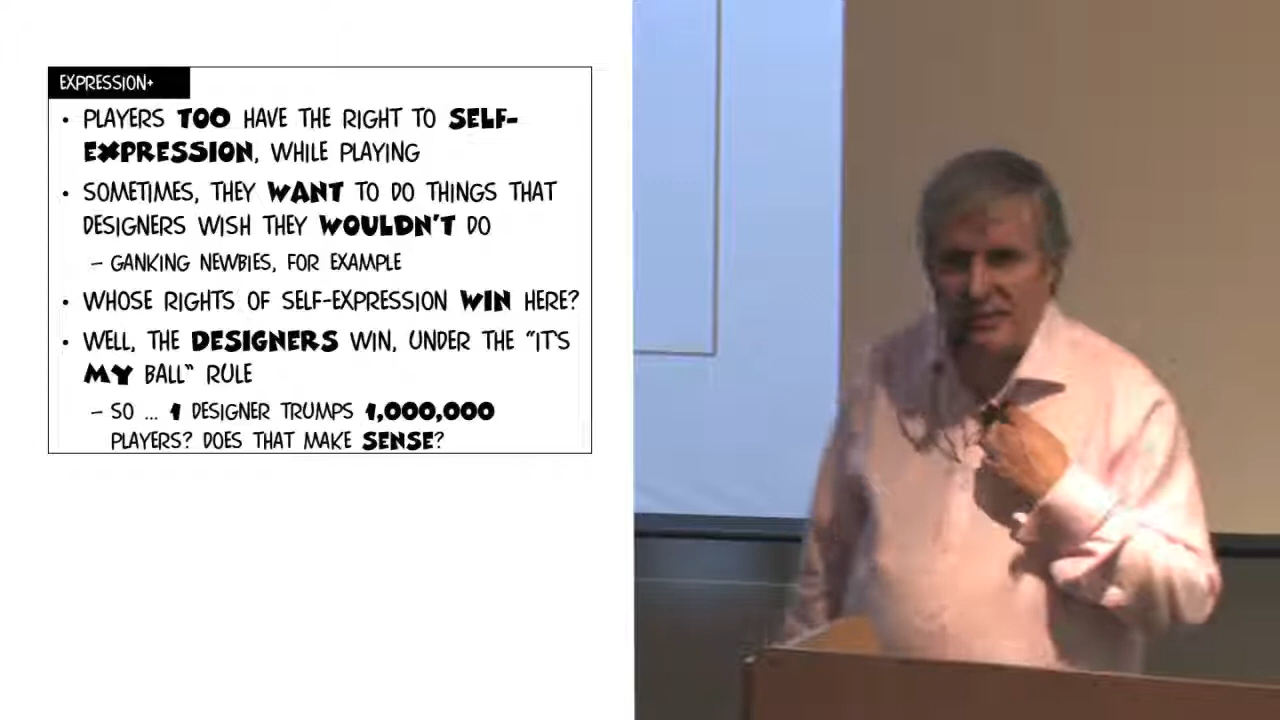 EXPRESSION+
• PLAYERS TOO HAVE THE RIGHT TO SELF-
EXPRESSION, WHILE PLAYING
• SOMETIMES, THEY WANT TO DO THINGS THAT
DESIGNERS WISH THEY WOULDN'T DO
– GANKING NEWBIES, FOR EXAMPLE
• WHOSE RIGHTS OF SELF-EXPRESSION WIN HERE?
• WELL, THE DESIGNERS WIN, UNDER THE "IT'S
MY BALL" RULE
– SO ... 1 DESIGNER TRUMPS 1,000,000
PLAYERS? DOES THAT MAKE SENSE?